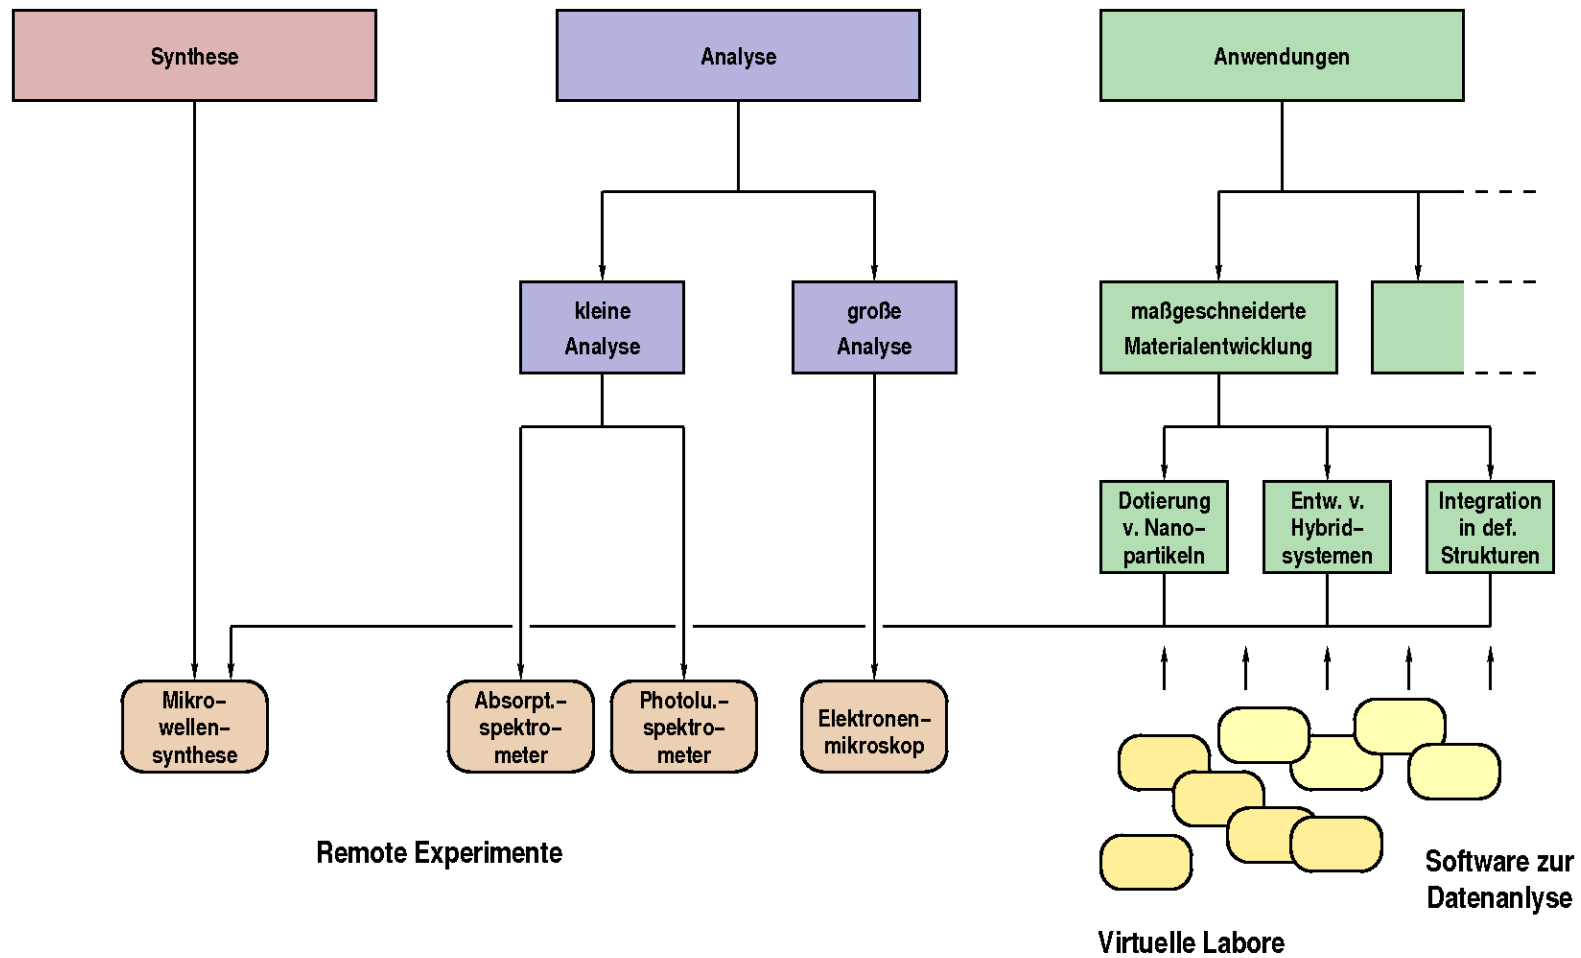 Synthese
Analyse
Anwendungen
kleine
Analyse
große
Analyse
maßgeschneiderte
Materialentwicklung
Dotierung
v. Nano–
partikeln
Entw. v.
Hybrid–
systemen
Integration
in def.
Strukturen
Mikro–
wellen–
synthese
Absorpt.–
spektro–
meter
Photolu.–
spektro–
meter
Elektronen–
mikroskop
Remote Experimente
Software zur
Datenanlyse
Virtuelle Labore